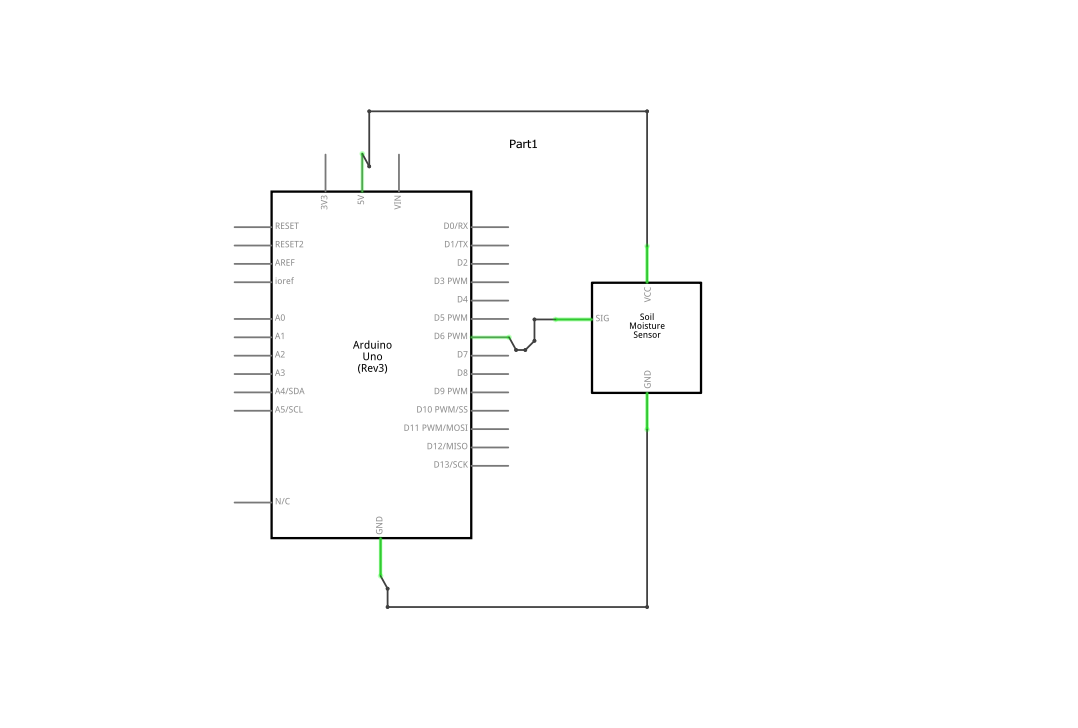 Part1
3V3
5V
VIN
RESET
RESET2
AREF
ioref
A0
A1
A2
A3
A4/SDA
A5/SCL
N/C
D0/RX
D1/TX
D2
D3 PWM
D4
D5 PWM
D6 PWM
D7
D8
D9 PWM
D10 PWM/SS
D11 PWM/MOSI
D12/MISO
D13/SCK
Arduino
Uno
(Rev3)
GND
VCC
SIG
Soil
Moisture
Sensor
GND